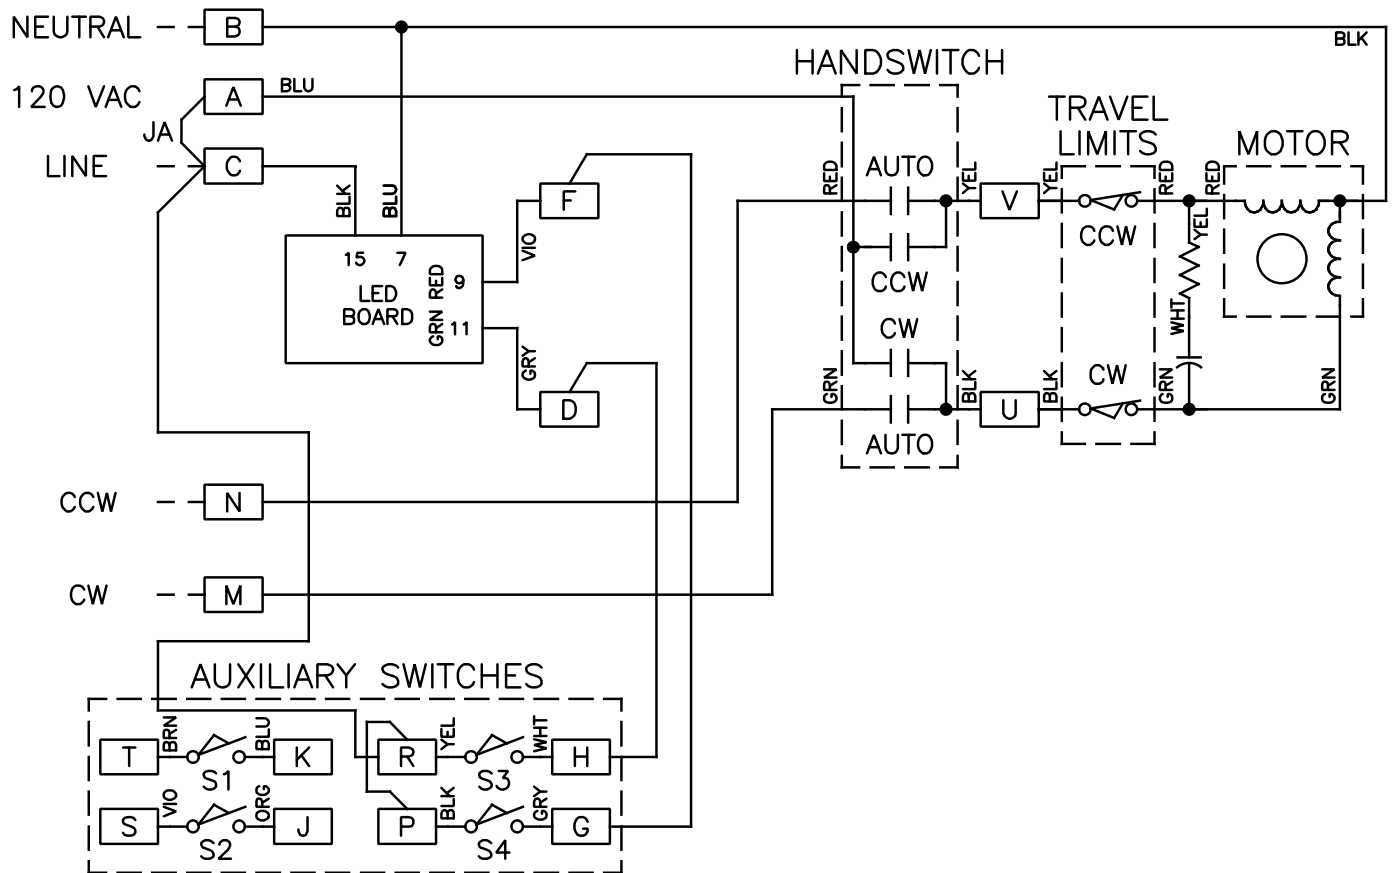 NEUTRAL B BLK
HANDSWITCH
120 VAC A BLU
TRAVEL
LIMITS
JA
MOTOR
LINE C
AUTO
BLK BLU RED YEL V YEL RED RED
F
CCW
YEL
VIO
15 7
RED 9
LED
BOARD
GRN 11
CCW
WHT
CW
GRY
CW
D
GRN BLK U BLK GRN GRN
AUTO
CCW N
CW M
AUXILIARY SWITCHES
T BRN BLU K R YEL WHT H
S1 S3
S VIO ORG J P BLK GRY G
S2 S4